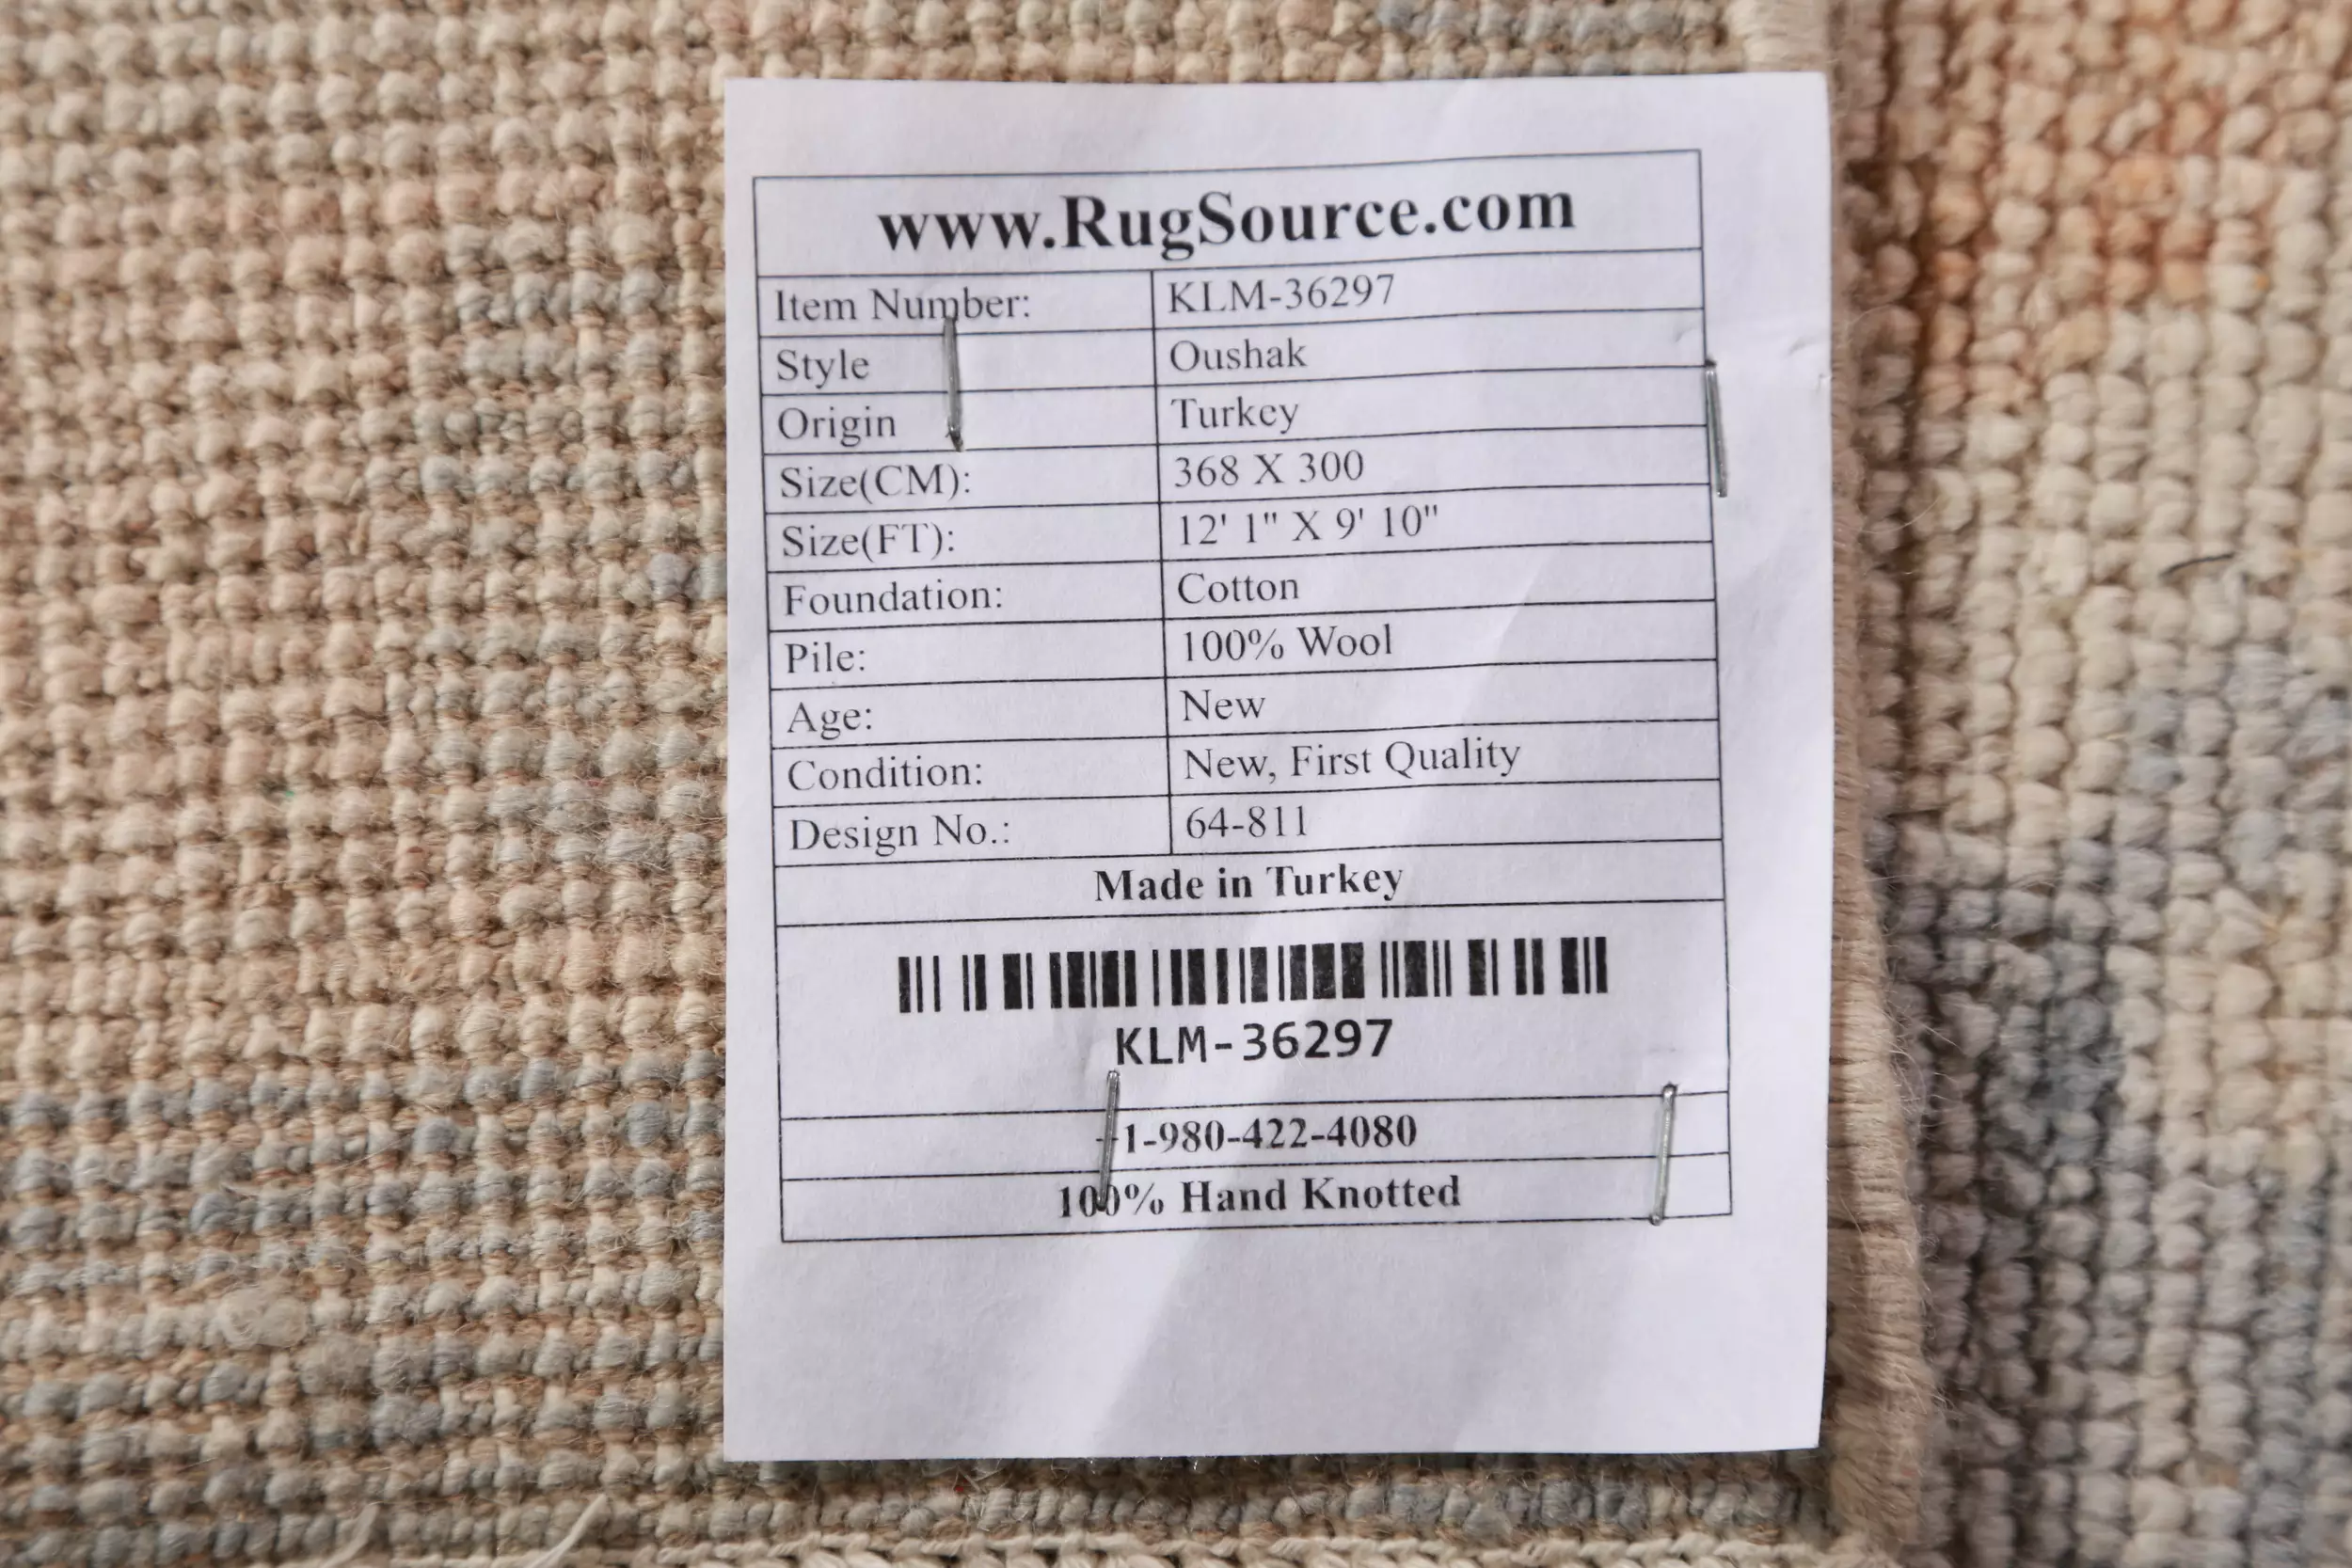 www.RugSource.com
Item Number: KLM-36297
Style Oushak
Origin Turkey
Size(CM): 368 X 300
Size(FT): 12' 1" X 9' 10"
Foundation: Cotton
Pile: 100% Wool
Age: New
Condition: New, First Quality
Design No.: 64-811
Made in Turkey
KLM-36297
+1-980-422-4080
100% Hand Knotted